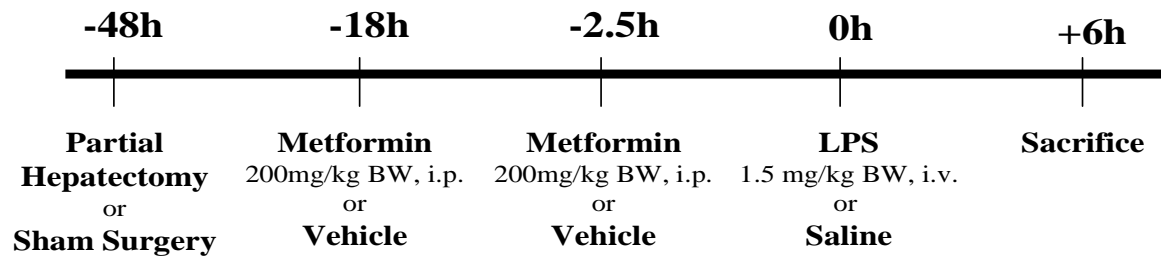 -48h -18h -2.5h 0h +6h
Partial Metformin Metformin LPS Sacrifice
Hepatectomy 200mg/kg BW, i.p. 200mg/kg BW, i.p. 1.5 mg/kg BW, i.v.
or or or or
Sham Surgery Vehicle Vehicle Saline